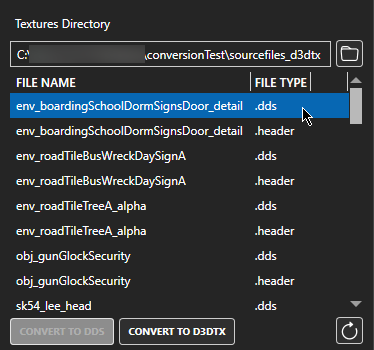 Textures Directory
C:\ \conversionTest\sourcefiles_d3dtx
FILE NAME FILE TYPE
env_boardingSchoolDormSignsDoor_detail .dds
env_boardingSchoolDormSignsDoor_detail .header
env_roadTileBusWreckDaySignA .dds
env_roadTileBusWreckDaySignA .header
env_roadTileTreeA_alpha .dds
env_roadTileTreeA_alpha .header
obj_gunGlockSecurity .dds
obj_gunGlockSecurity .header
sk54_lee_head .dds
CONVERT TO DDS CONVERT TO D3DTX